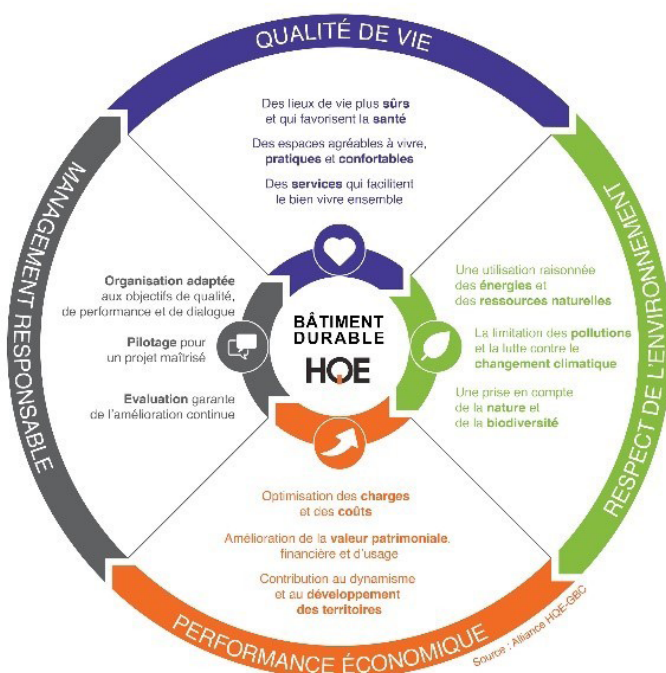 QUALITÉ DE VIE
Des lieux de vie plus sûrs
et qui favorisent la santé
Des espaces agréables à vivre,
pratiques et confortables
Des services qui facilitent
le bien vivre ensemble
MANAGEMENT RESPONSABLE
Organisation adaptée
aux objectifs de qualité,
de performance et de dialogue
Pilotage pour
un projet maîtrisé
Evaluation garante
de l'amélioration continue
BÂTIMENT
DURABLE
HQE
RESPECT DE L'ENVIRONNEMENT
Une utilisation raisonnée
des énergies et
des ressources naturelles
La limitation des pollutions
et la lutte contre le
changement climatique
Une prise en compte
de la nature et
de la biodiversité
Optimisation des charges
et des coûts
Amélioration de la valeur patrimoniale,
financière et d'usage
Contribution au dynamisme
et au développement
des territoires
PERFORMANCE ÉCONOMIQUE
Source : Alliance HQE-GBC